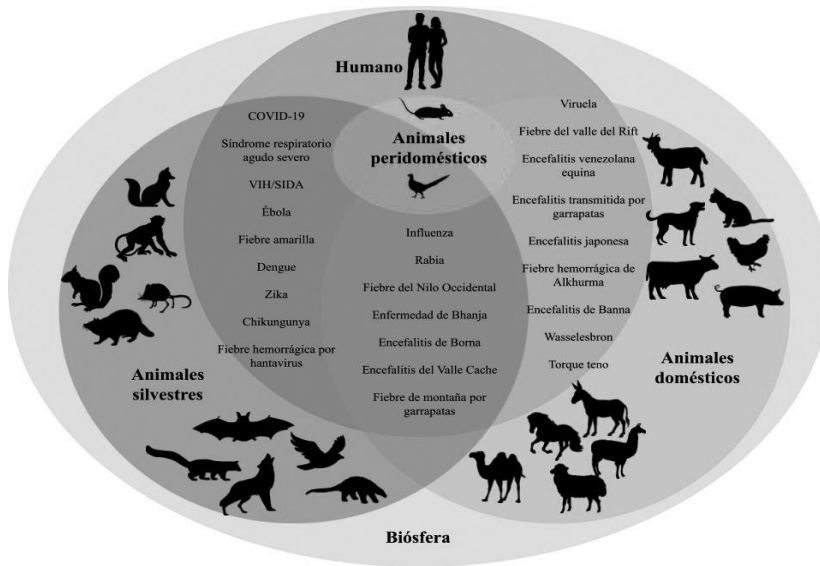 Humano
Animales
peridomésticos
COVID-19
Síndrome respiratorio
agudo severo
VIH/SIDA
Ébola
Fiebre amarilla
Dengue
Zika
Chikungunya
Fiebre hemorrágica por
hantavirus
Influenza
Rabia
Fiebre del Nilo Occidental
Enfermedad de Bhanja
Encefalitis de Borna
Encefalitis del Valle Cache
Fiebre de montaña por
garrapatas
Viruela
Fiebre del valle del Rift
Encefalitis venezolana
equina
Encefalitis transmitida por
garrapatas
Encefalitis japonesa
Fiebre hemorrágica de
Alkhurma
Encefalitis de Banna
Wasselesbron
Torque teno
Animales
silvestres
Animales
domésticos
Biósfera